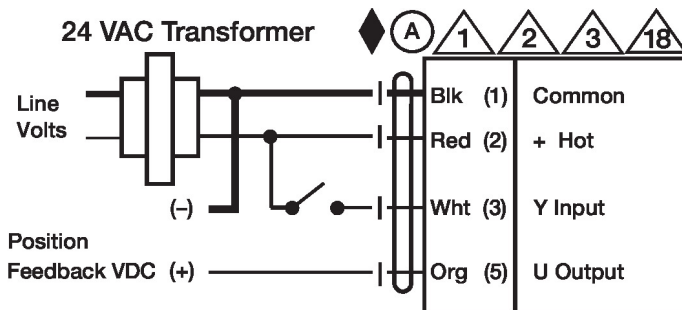 24 VAC Transformer
A
1
2
3
18
Line
Volts
Blk (1) Common
Red (2) + Hot
(–)
Wht (3) Y Input
Position
Feedback VDC (+)
Org (5) U Output